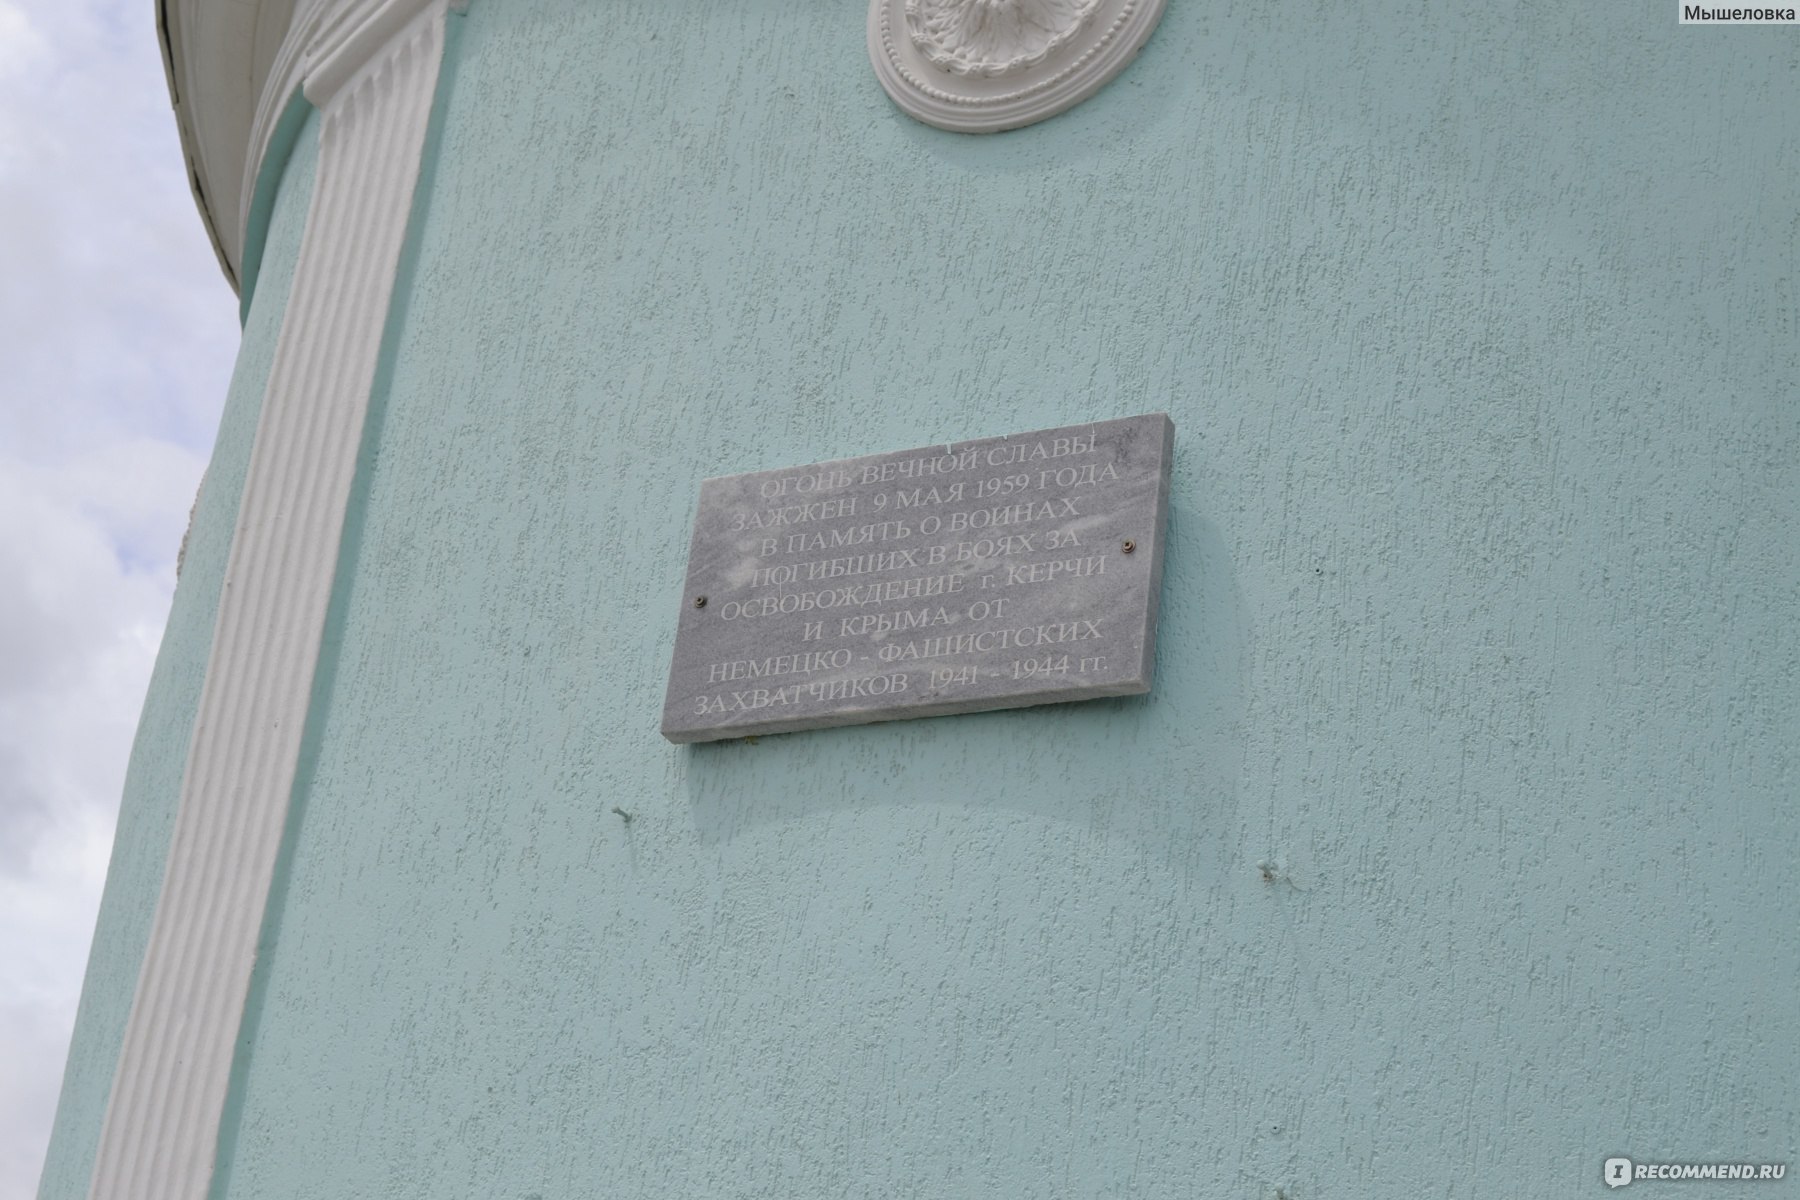 Мышеловка
ОГОНЬ ВЕЧНОЙ СЛАВЫ
ЗАЖЖЕН 9 МАЯ 1959 ГОДА
В ПАМЯТЬ О ВОИНАХ
ПОГИБШИХ В БОЯХ ЗА
ОСВОБОЖДЕНИЕ г. КЕРЧИ
И КРЫМА ОТ
НЕМЕЦКО - ФАШИСТСКИХ
ЗАХВАТЧИКОВ 1941 - 1944 гг.
IRECOMMEND.RU